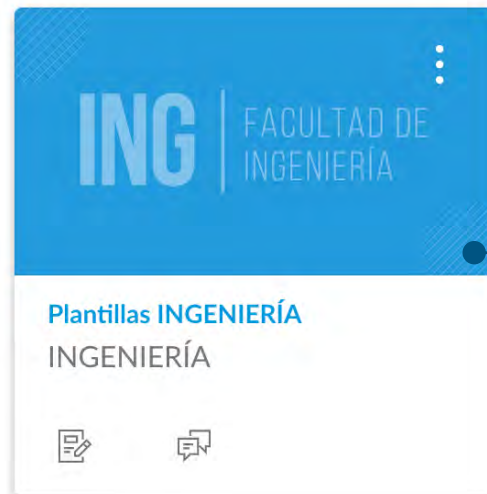 ING
FACULTAD DE
INGENIERÍA
Plantillas INGENIERÍA
INGENIERÍA